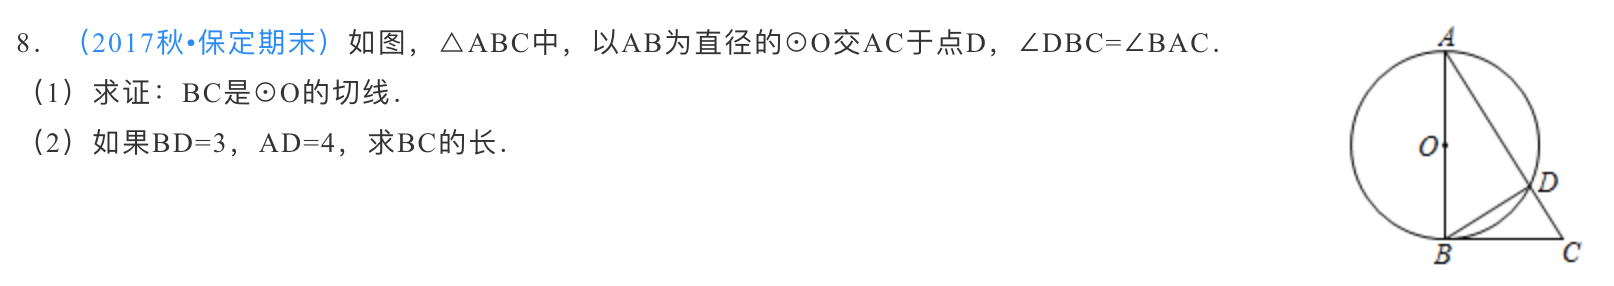 8. （2017秋•保定期末）如图，△ABC中，以AB为直径的⊙O交AC于点D，∠DBC=∠BAC.
（1）求证：BC是⊙O的切线.
（2）如果BD=3，AD=4，求BC的长.
A
O
D
B
C